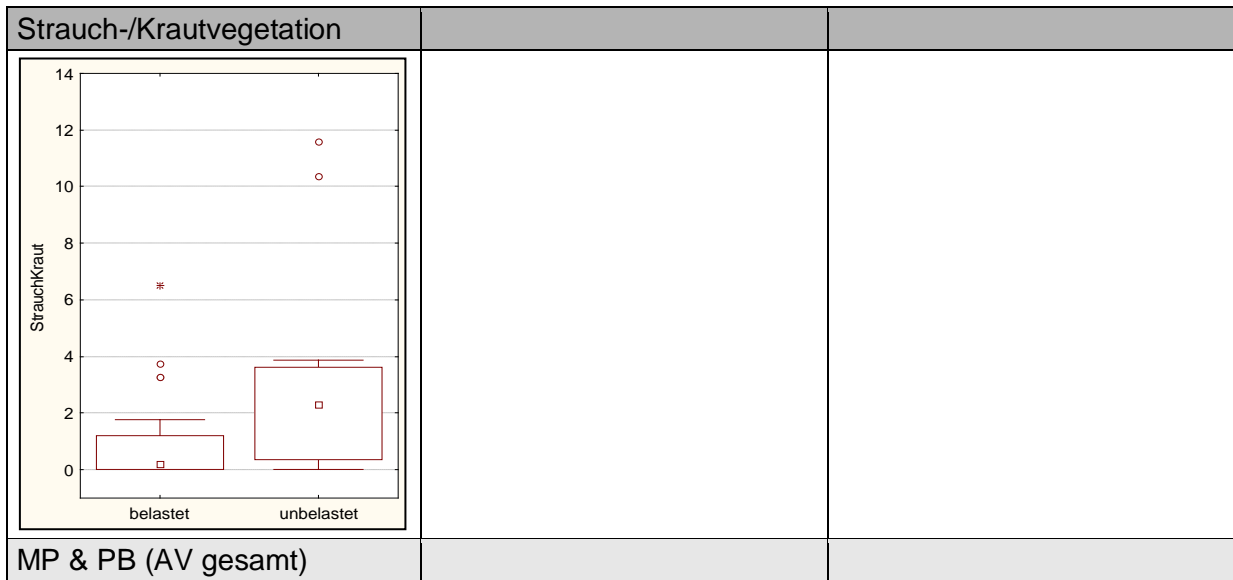 Strauch-/Krautvegetation
14
12
10
8
6
4
2
0
StrauchKraut
belastet unbelastet
MP & PB (AV gesamt)